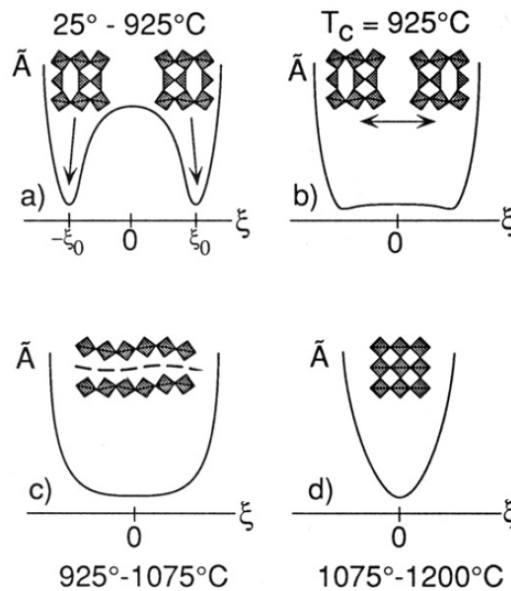 25° - 925°C
Ã
a)
-ξ₀ 0 ξ₀ ξ
T_C = 925°C
Ã
b)
0 ξ
Ã
c)
0 ξ
925°-1075°C
Ã
d)
0 ξ
1075°-1200°C